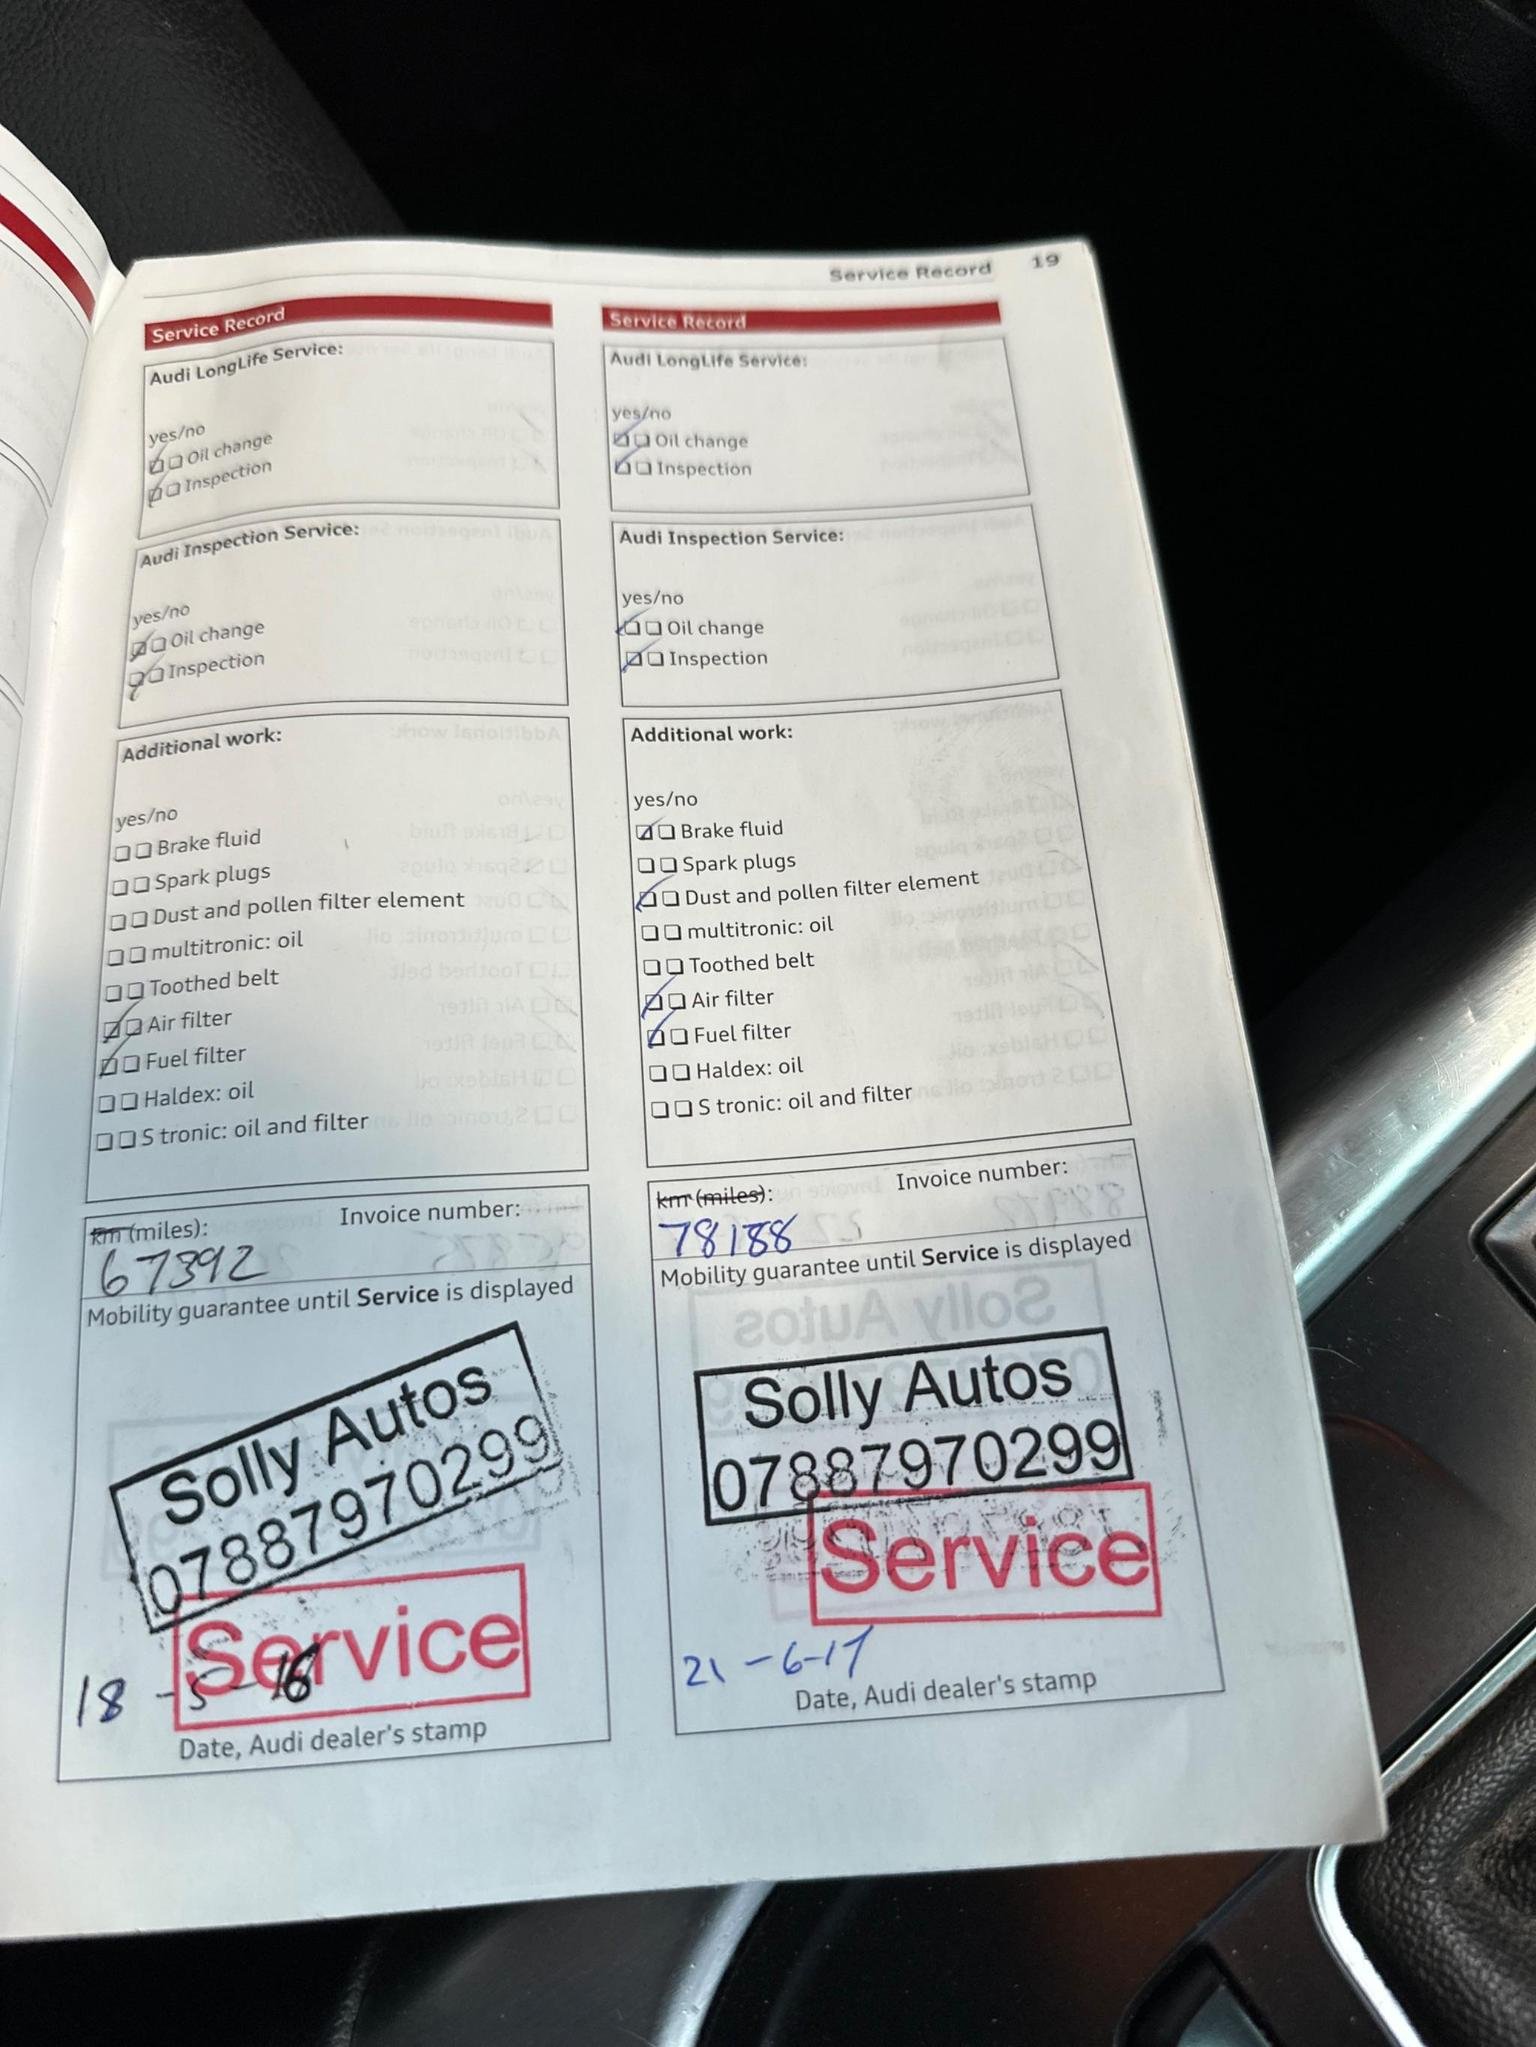 Service Record 19
Service Record
Audi LongLife Service:
yes/no
Oil change
Inspection
Audi Inspection Service:
yes/no
Oil change
Inspection
Additional work:
yes/no
Brake fluid
Spark plugs
Dust and pollen filter element
multitronic: oil
Toothed belt
Air filter
Fuel filter
Haldex: oil
S tronic: oil and filter
km (miles): Invoice number:
67392
Mobility guarantee until Service is displayed
Solly Autos
07887970299
Service
18 - 5 - 16
Date, Audi dealer's stamp
Service Record
Audi LongLife Service:
yes/no
Oil change
Inspection
Audi Inspection Service:
yes/no
Oil change
Inspection
Additional work:
yes/no
Brake fluid
Spark plugs
Dust and pollen filter element
multitronic: oil
Toothed belt
Air filter
Fuel filter
Haldex: oil
S tronic: oil and filter
km (miles): Invoice number:
78188
Mobility guarantee until Service is displayed
Solly Autos
07887970299
Service
21 - 6-17
Date, Audi dealer's stamp